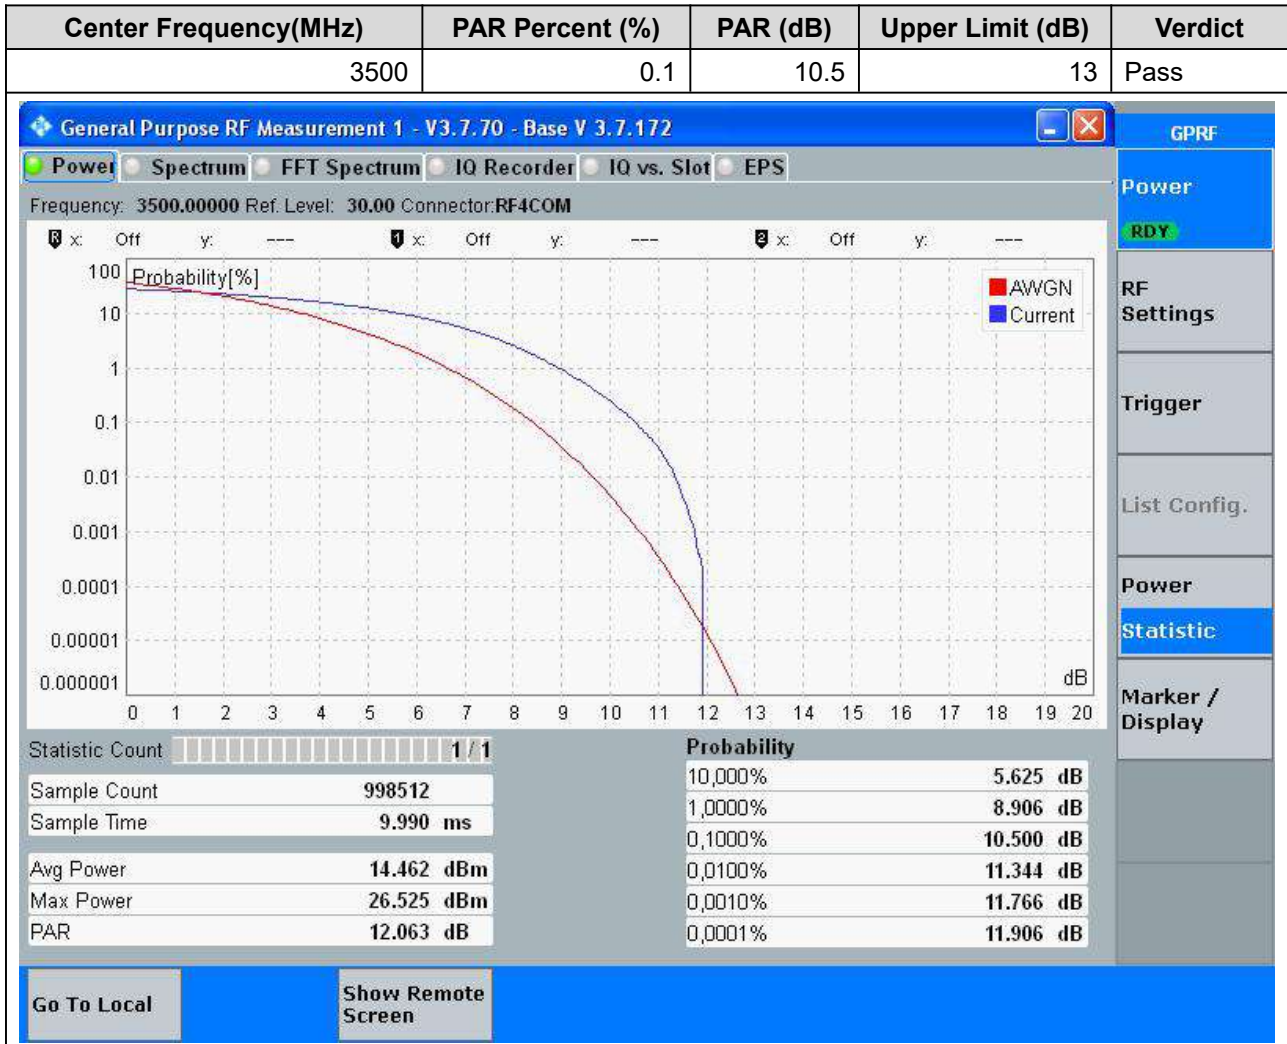 Center Frequency(MHz) PAR Percent (%) PAR (dB) Upper Limit (dB) Verdict
3500 0.1 10.5 13 Pass
General Purpose RF Measurement 1 - V3.7.70 - Base V 3.7.172
GPRF
Power Spectrum FFT Spectrum IQ Recorder IQ vs. Slot EPS
Power
RDY
Frequency: 3500.00000 Ref. Level: 30.00 Connector:RF4COM
R x: Off y: --- 1 x: Off y: --- 2 x: Off y: ---
Probability[%]
AWGN
Current
100
10
1
0.1
0.01
0.001
0.0001
0.00001
0.000001
dB
0 1 2 3 4 5 6 7 8 9 10 11 12 13 14 15 16 17 18 19 20
RF
Settings
Trigger
List Config.
Power
Statistic
Marker /
Display
Statistic Count 1 / 1
Sample Count 998512
Sample Time 9.990 ms
Avg Power 14.462 dBm
Max Power 26.525 dBm
PAR 12.063 dB
Probability
10,000% 5.625 dB
1,0000% 8.906 dB
0,1000% 10.500 dB
0,0100% 11.344 dB
0,0010% 11.766 dB
0,0001% 11.906 dB
Go To Local
Show Remote
Screen